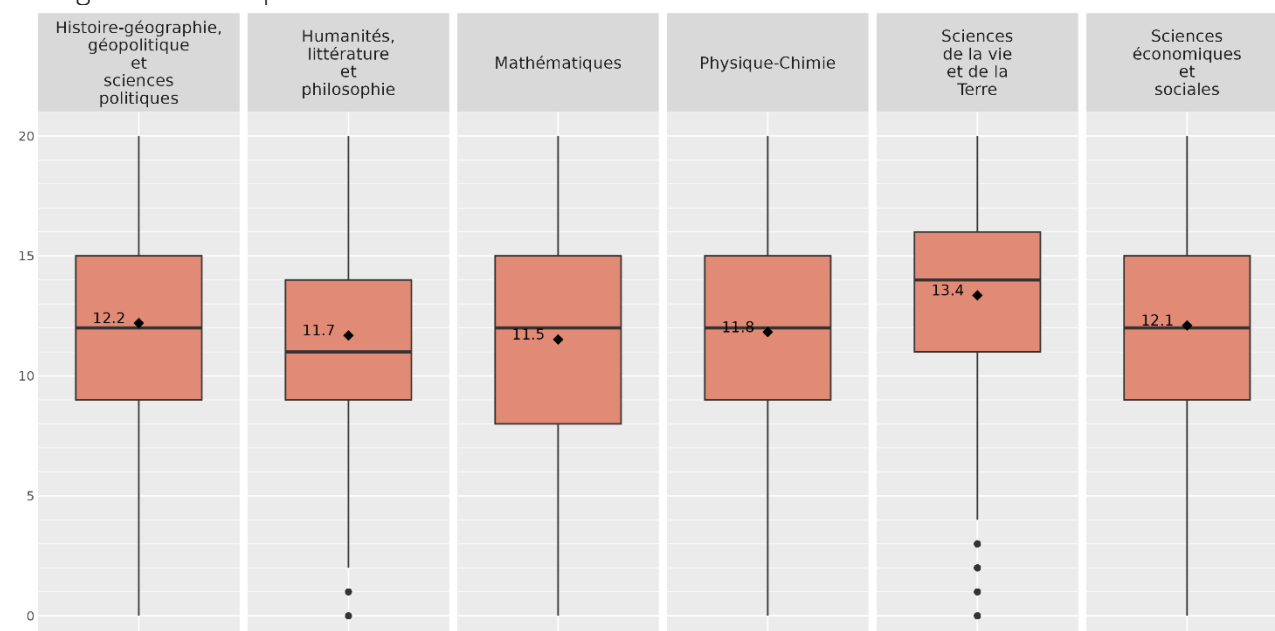 Histoire-géographie,
géopolitique
et
sciences
politiques
Humanités,
littérature
et
philosophie
Mathématiques
Physique-Chimie
Sciences
de la vie
et de la
Terre
Sciences
économiques
et
sociales
20
15
10
5
0
12.2
11.7
11.5
11.8
13.4
12.1